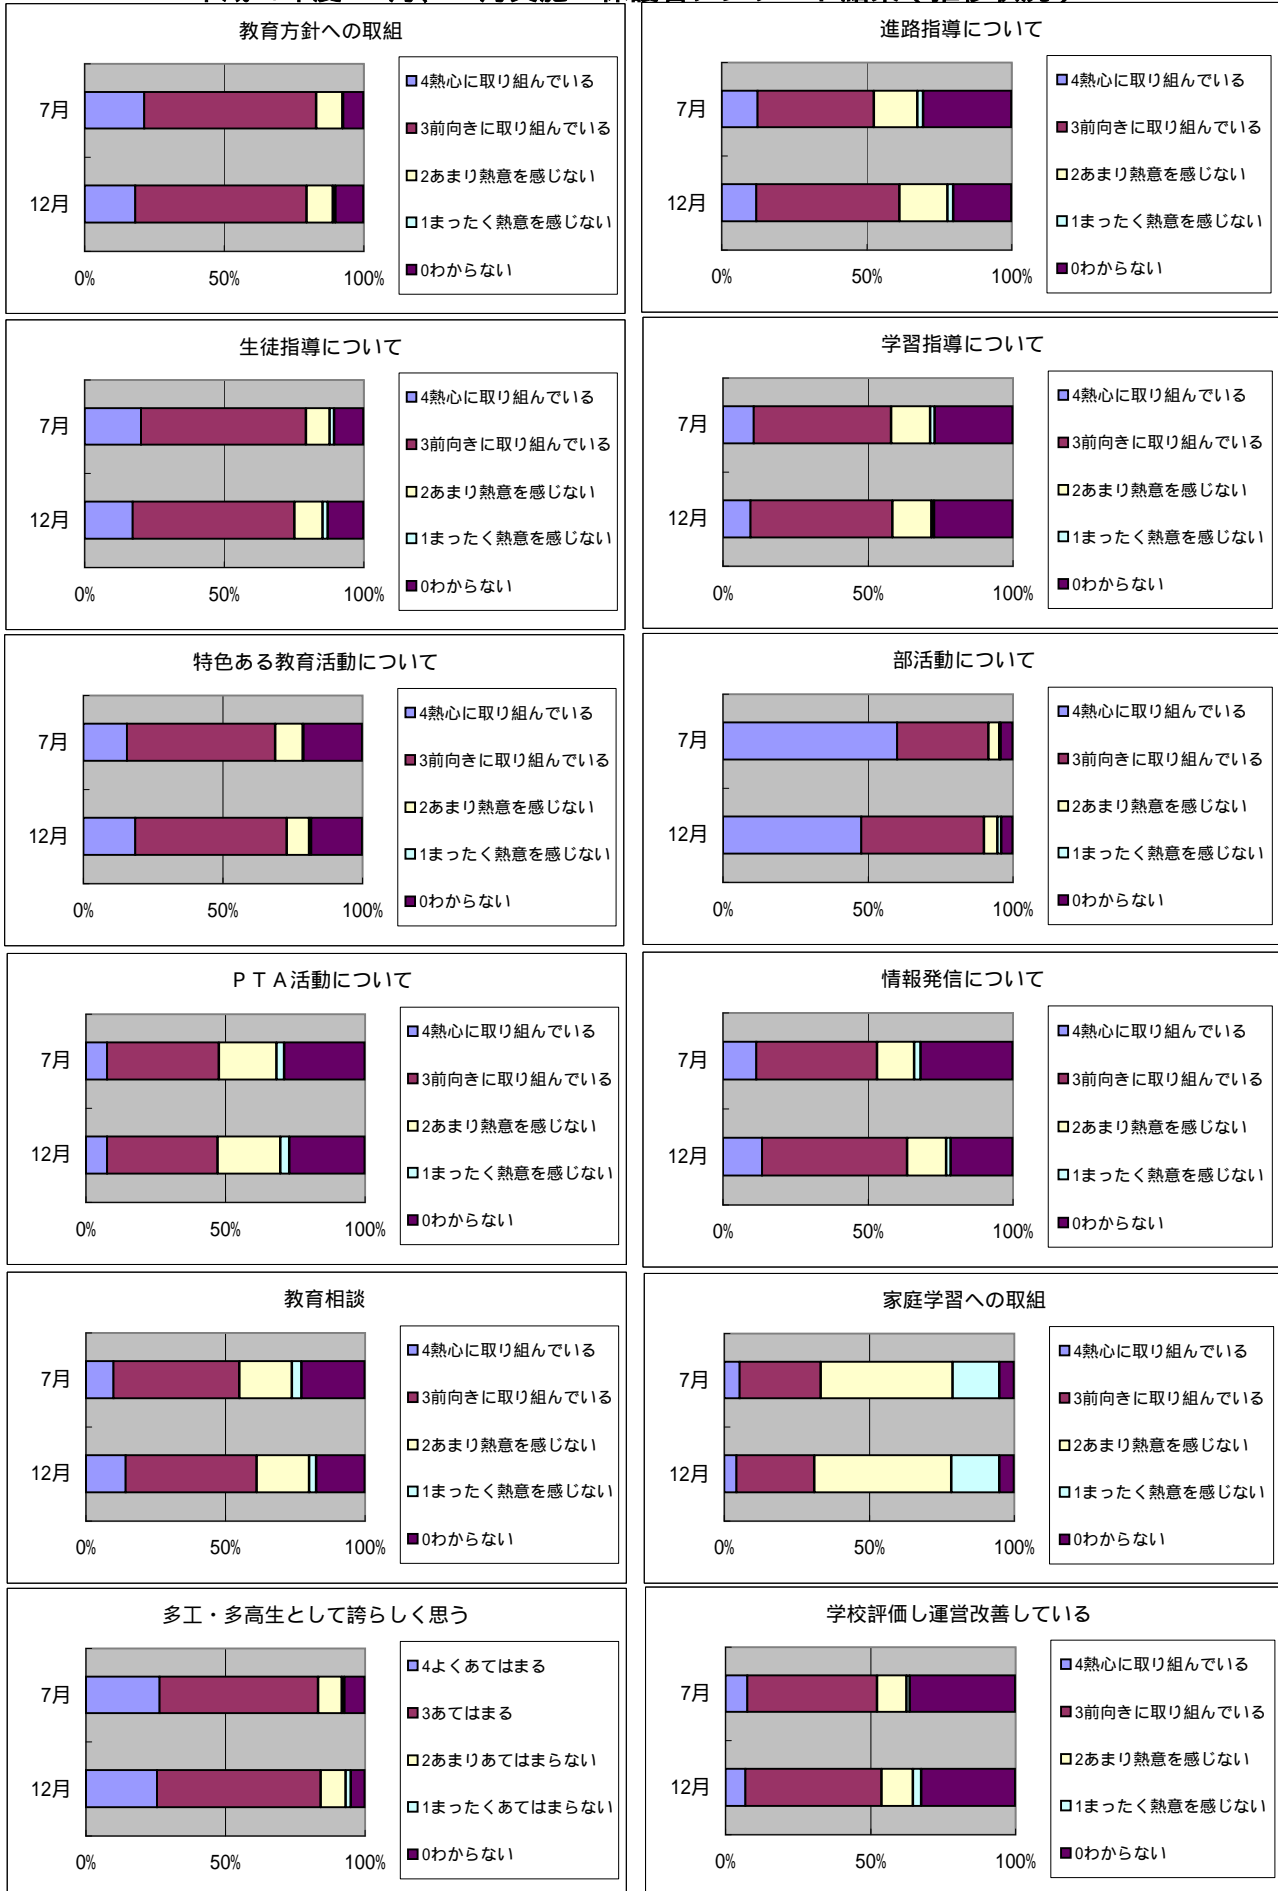 教育方針への取組
7月
12月
0%
50%
100%
4熱心に取り組んでいる
3前向きに取り組んでいる
2あまり熱意を感じない
1まったく熱意を感じない
0わからない
進路指導について
7月
12月
0%
50%
100%
4熱心に取り組んでいる
3前向きに取り組んでいる
2あまり熱意を感じない
1まったく熱意を感じない
0わからない
生徒指導について
7月
12月
0%
50%
100%
4熱心に取り組んでいる
3前向きに取り組んでいる
2あまり熱意を感じない
1まったく熱意を感じない
0わからない
学習指導について
7月
12月
0%
50%
100%
4熱心に取り組んでいる
3前向きに取り組んでいる
2あまり熱意を感じない
1まったく熱意を感じない
0わからない
特色ある教育活動について
7月
12月
0%
50%
100%
4熱心に取り組んでいる
3前向きに取り組んでいる
2あまり熱意を感じない
1まったく熱意を感じない
0わからない
部活動について
7月
12月
0%
50%
100%
4熱心に取り組んでいる
3前向きに取り組んでいる
2あまり熱意を感じない
1まったく熱意を感じない
0わからない
ＰＴＡ活動について
7月
12月
0%
50%
100%
4熱心に取り組んでいる
3前向きに取り組んでいる
2あまり熱意を感じない
1まったく熱意を感じない
0わからない
情報発信について
7月
12月
0%
50%
100%
4熱心に取り組んでいる
3前向きに取り組んでいる
2あまり熱意を感じない
1まったく熱意を感じない
0わからない
教育相談
7月
12月
0%
50%
100%
4熱心に取り組んでいる
3前向きに取り組んでいる
2あまり熱意を感じない
1まったく熱意を感じない
0わからない
家庭学習への取組
7月
12月
0%
50%
100%
4熱心に取り組んでいる
3前向きに取り組んでいる
2あまり熱意を感じない
1まったく熱意を感じない
0わからない
多工・多高生として誇らしく思う
7月
12月
0%
50%
100%
4よくあてはまる
3あてはまる
2あまりあてはまらない
1まったくあてはまらない
0わからない
学校評価し運営改善している
7月
12月
0%
50%
100%
4熱心に取り組んでいる
3前向きに取り組んでいる
2あまり熱意を感じない
1まったく熱意を感じない
0わからない